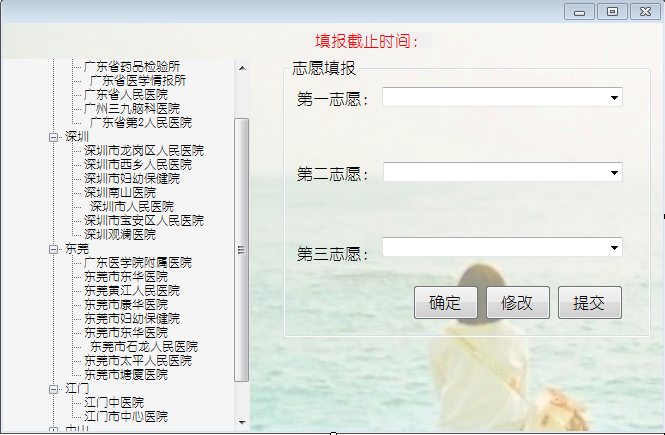 填报截止时间：
广东省药品检验所
广东省医学情报所
广东省人民医院
广州三九脑科医院
广东省第2人民医院
深圳
深圳市龙岗区人民医院
深圳市西乡人民医院
深圳市妇幼保健院
深圳南山医院
深圳市人民医院
深圳市宝安区人民医院
深圳观澜医院
东莞
广东医学院附属医院
东莞市东华医院
东莞黄江人民医院
东莞市康华医院
东莞市妇幼保健院
东莞市东华医院
东莞市石龙人民医院
东莞市太平人民医院
东莞市塘厦医院
江门
江门中医院
江门市中心医院
中山
志愿填报
第一志愿：
第二志愿：
第三志愿：
确定
修改
提交